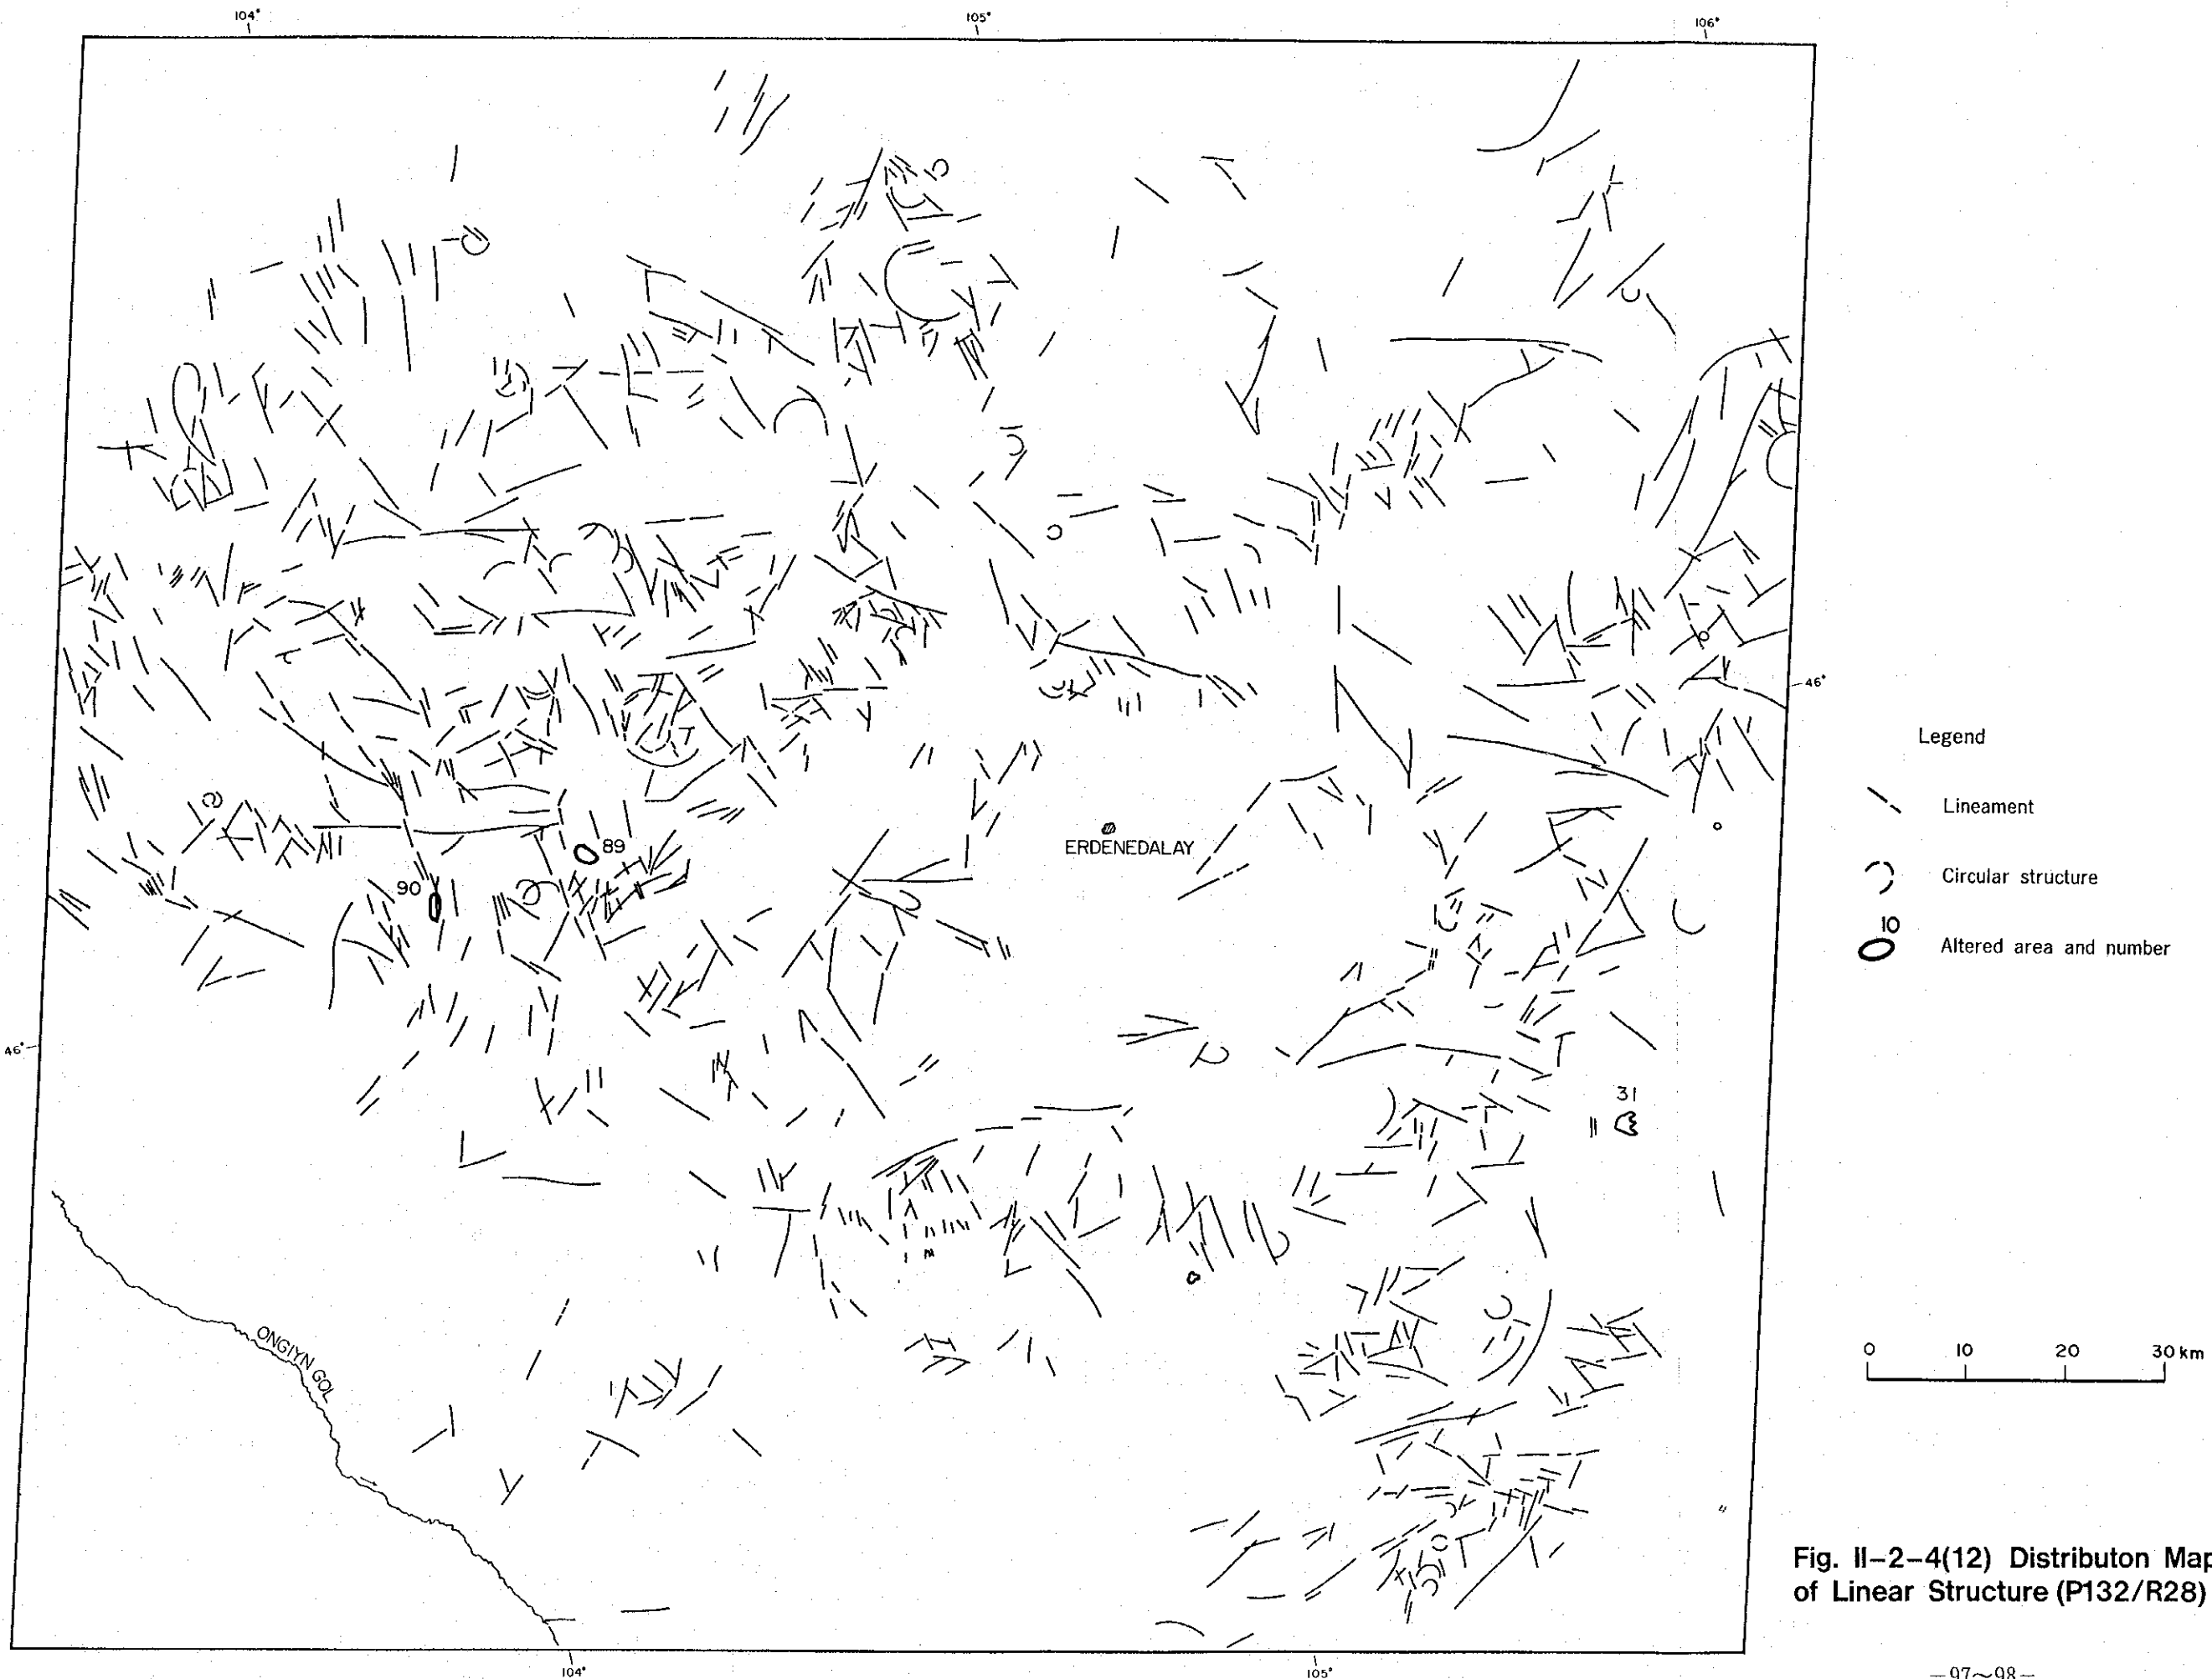 104°
105°
106°
46°
Legend
Lineament
Circular structure
10
Altered area and number
ERDENEDALAY
89
90
46°
31
ONGIYN GOL
0 10 20 30 km
Fig. II-2-4(12) Distributon Map
of Linear Structure (P132/R28)
104°
105°
—97~98—